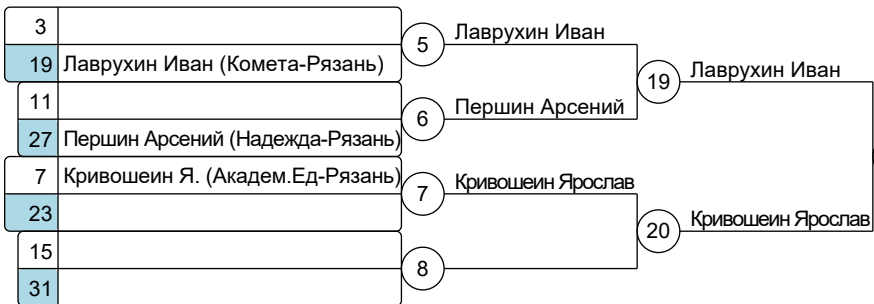 3
19 Лаврухин Иван (Комета-Рязань)
11
27 Першин Арсений (Надежда-Рязань)
7 Кривошеин Я. (Академ.Ед-Рязань)
23
15
31
5 Лаврухин Иван
6 Першин Арсений
7 Кривошеин Ярослав
8
19 Лаврухин Иван
20 Кривошеин Ярослав